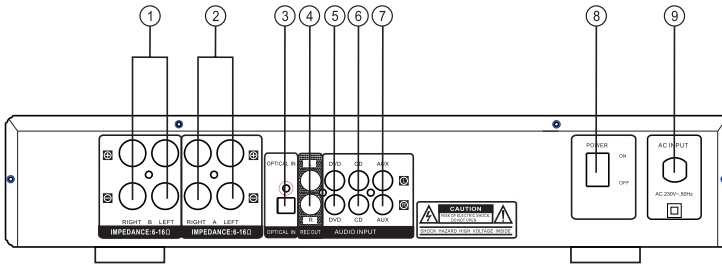 1 2 3 4 5 6 7 8 9
OPTICAL IN DVD CD AUX
POWER
ON
OFF
AC INPUT
AC 230V~,50Hz
RIGHT B LEFT RIGHT A LEFT
R DVD CD AUX
IMPEDANCE:6-16Ω IMPEDANCE:6-16Ω OPTICAL IN REC OUT AUDIO INPUT
CAUTION
RISK OF ELECTRIC SHOCK,
DO NOT OPEN
SHOCK HAZARD HIGH VOLTAGE INSIDE